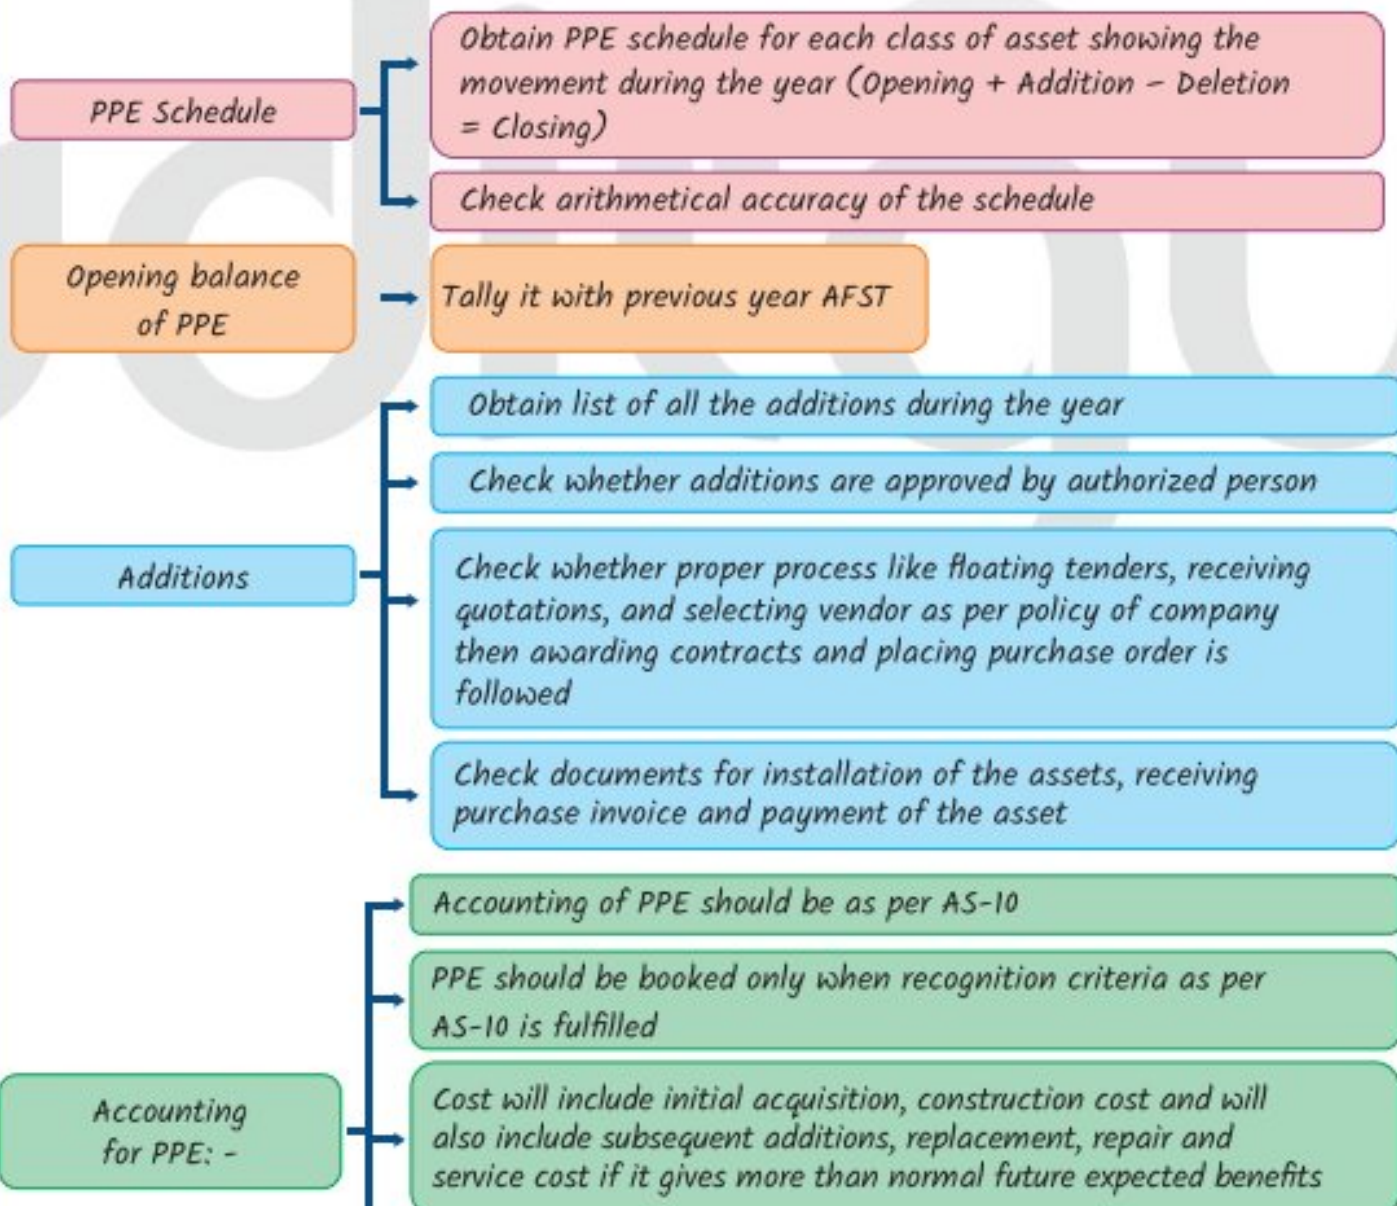 PPE Schedule
Obtain PPE schedule for each class of asset showing the
movement during the year (Opening + Addition – Deletion
= Closing)
Check arithmetical accuracy of the schedule
Opening balance
of PPE
Tally it with previous year AFST
Additions
Obtain list of all the additions during the year
Check whether additions are approved by authorized person
Check whether proper process like floating tenders, receiving
quotations, and selecting vendor as per policy of company
then awarding contracts and placing purchase order is
followed
Check documents for installation of the assets, receiving
purchase invoice and payment of the asset
Accounting
for PPE: -
Accounting of PPE should be as per AS-10
PPE should be booked only when recognition criteria as per
AS-10 is fulfilled
Cost will include initial acquisition, construction cost and will
also include subsequent additions, replacement, repair and
service cost if it gives more than normal future expected benefits